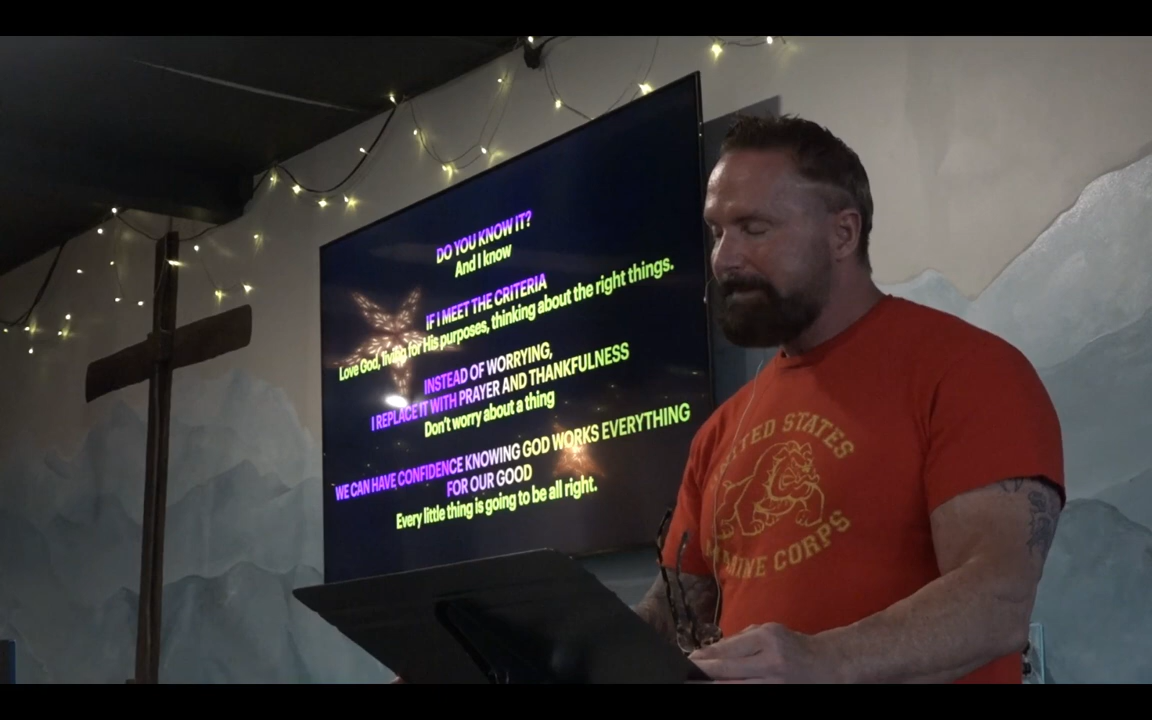 DO YOU KNOW IT?
And I know
IF I MEET THE CRITERIA
Love God, living for His purposes, thinking about the right things.
INSTEAD OF WORRYING,
I REPLACE IT WITH PRAYER AND THANKFULNESS
Don't worry about a thing
WE CAN HAVE CONFIDENCE KNOWING GOD WORKS EVERYTHING
FOR OUR GOOD
Every little thing is going to be all right.
UNITED STATES
MARINE CORPS